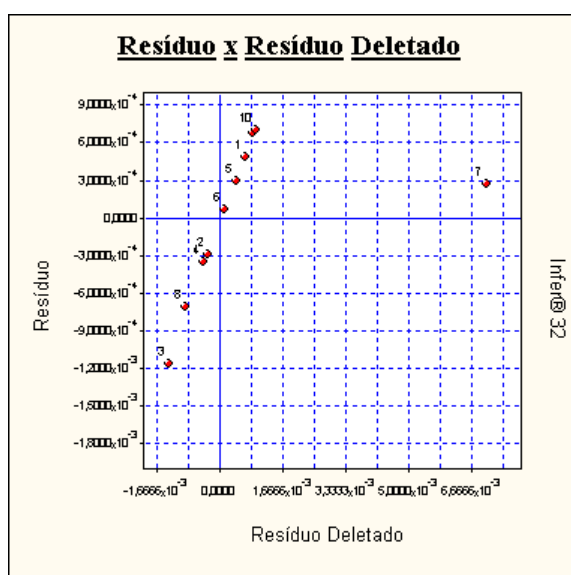 Resíduo x Resíduo Deletado
9,0000x10⁻⁴
6,0000x10⁻⁴
3,0000x10⁻⁴
0,0000
-3,0000x10⁻⁴
-6,0000x10⁻⁴
-9,0000x10⁻⁴
-1,2000x10⁻³
-1,5000x10⁻³
-1,8000x10⁻³
Resíduo
10
1
5
7
6
2
4
8
3
Infer® 32
-1,6666x10⁻³
0,0000
1,6666x10⁻³
3,3333x10⁻³
5,0000x10⁻³
6,6666x10⁻³
Resíduo Deletado